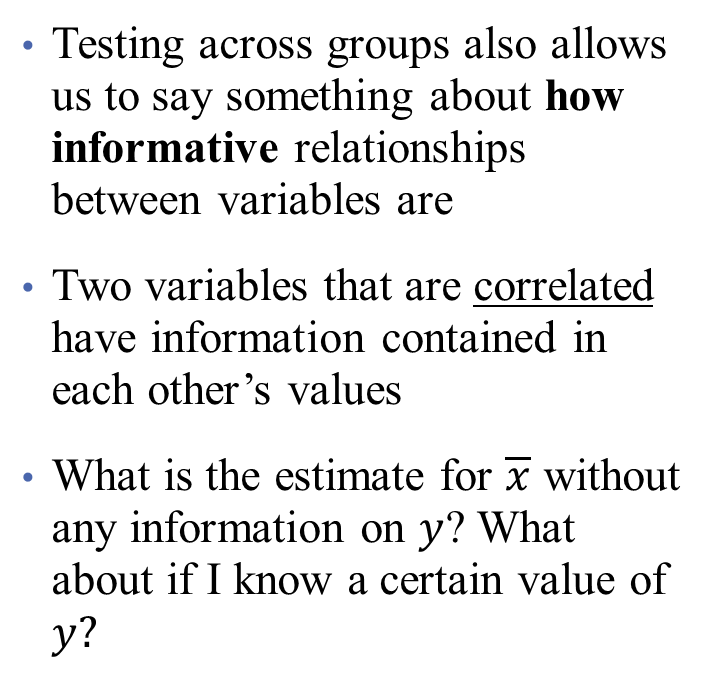 • Testing across groups also allows
us to say something about how
informative relationships
between variables are
• Two variables that are correlated
have information contained in
each other’s values
• What is the estimate for x̅ without
any information on y? What
about if I know a certain value of
y?